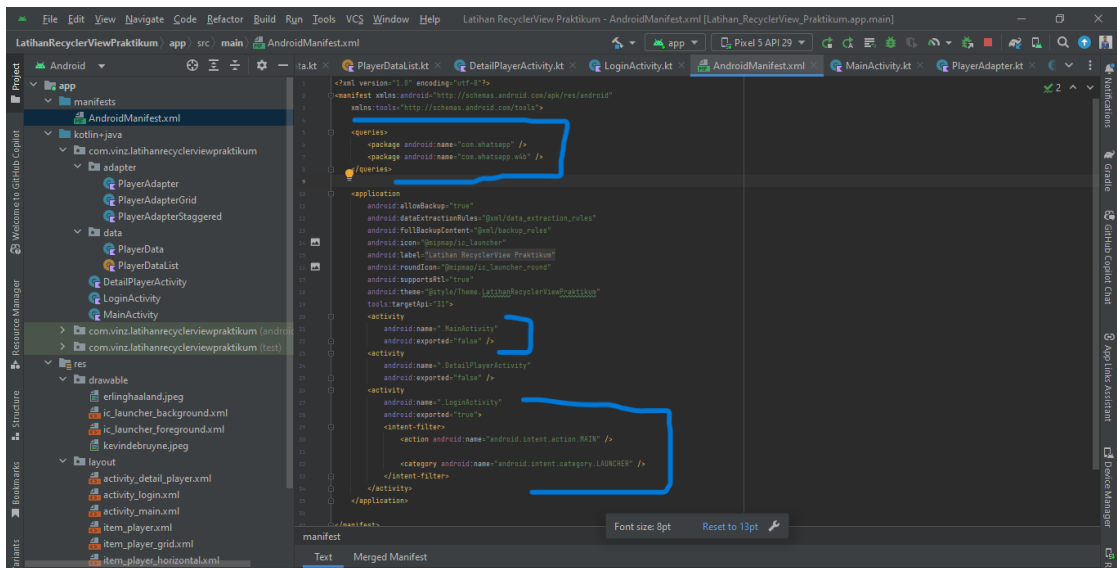 File Edit View Navigate Code Refactor Build Run Tools VCS Window Help Latihan RecyclerView Praktikum - AndroidManifest.xml [Latihan_RecyclerView_Praktikum.app.main]
LatihanRecyclerViewPraktikum app src main AndroidManifest.xml app Pixel 5 API 29
Android
ta.kt PlayerDataList.kt DetailPlayerActivity.kt LoginActivity.kt AndroidManifest.xml MainActivity.kt PlayerAdapter.kt
Project
Welcome to GitHub Copilot
Resource Manager
Structure
Bookmarks
app
manifests
AndroidManifest.xml
kotlin+java
com.vinz.latihanrecyclerviewpraktikum
adapter
PlayerAdapter
PlayerAdapterGrid
PlayerAdapterStaggered
data
PlayerData
PlayerDataList
DetailPlayerActivity
LoginActivity
MainActivity
com.vinz.latihanrecyclerviewpraktikum (androi
com.vinz.latihanrecyclerviewpraktikum (test)
res
drawable
erlinghaaland.jpeg
ic_launcher_background.xml
ic_launcher_foreground.xml
kevindebruyne.jpeg
layout
activity_detail_player.xml
activity_login.xml
activity_main.xml
item_player.xml
item_player_grid.xml
item_player_horizontal.xml
<?xml version="1.0" encoding="utf-8"?>
<manifest xmlns:android="http://schemas.android.com/apk/res/android"
xmlns:tools="http://schemas.android.com/tools">
<queries>
<package android:name="com.whatsapp" />
<package android:name="com.whatsapp.w4b" />
</queries>
<application
android:allowBackup="true"
android:dataExtractionRules="@xml/data_extraction_rules"
android:fullBackupContent="@xml/backup_rules"
android:icon="@mipmap/ic_launcher"
android:label="Latihan RecyclerView Praktikum"
android:roundIcon="@mipmap/ic_launcher_round"
android:supportsRtl="true"
android:theme="@style/Theme.LatihanRecyclerViewPraktikum"
tools:targetApi="31">
<activity
android:name=".MainActivity"
android:exported="false" />
<activity
android:name=".DetailPlayerActivity"
android:exported="false" />
<activity
android:name=".LoginActivity"
android:exported="true">
<intent-filter>
<action android:name="android.intent.action.MAIN" />
<category android:name="android.intent.category.LAUNCHER" />
</intent-filter>
</activity>
</application>
</manifest>
2
Font size: 8pt Reset to 13pt
manifest
Text Merged Manifest
Notifications
Gradle
GitHub Copilot Chat
App Links Assistant
Device Manager